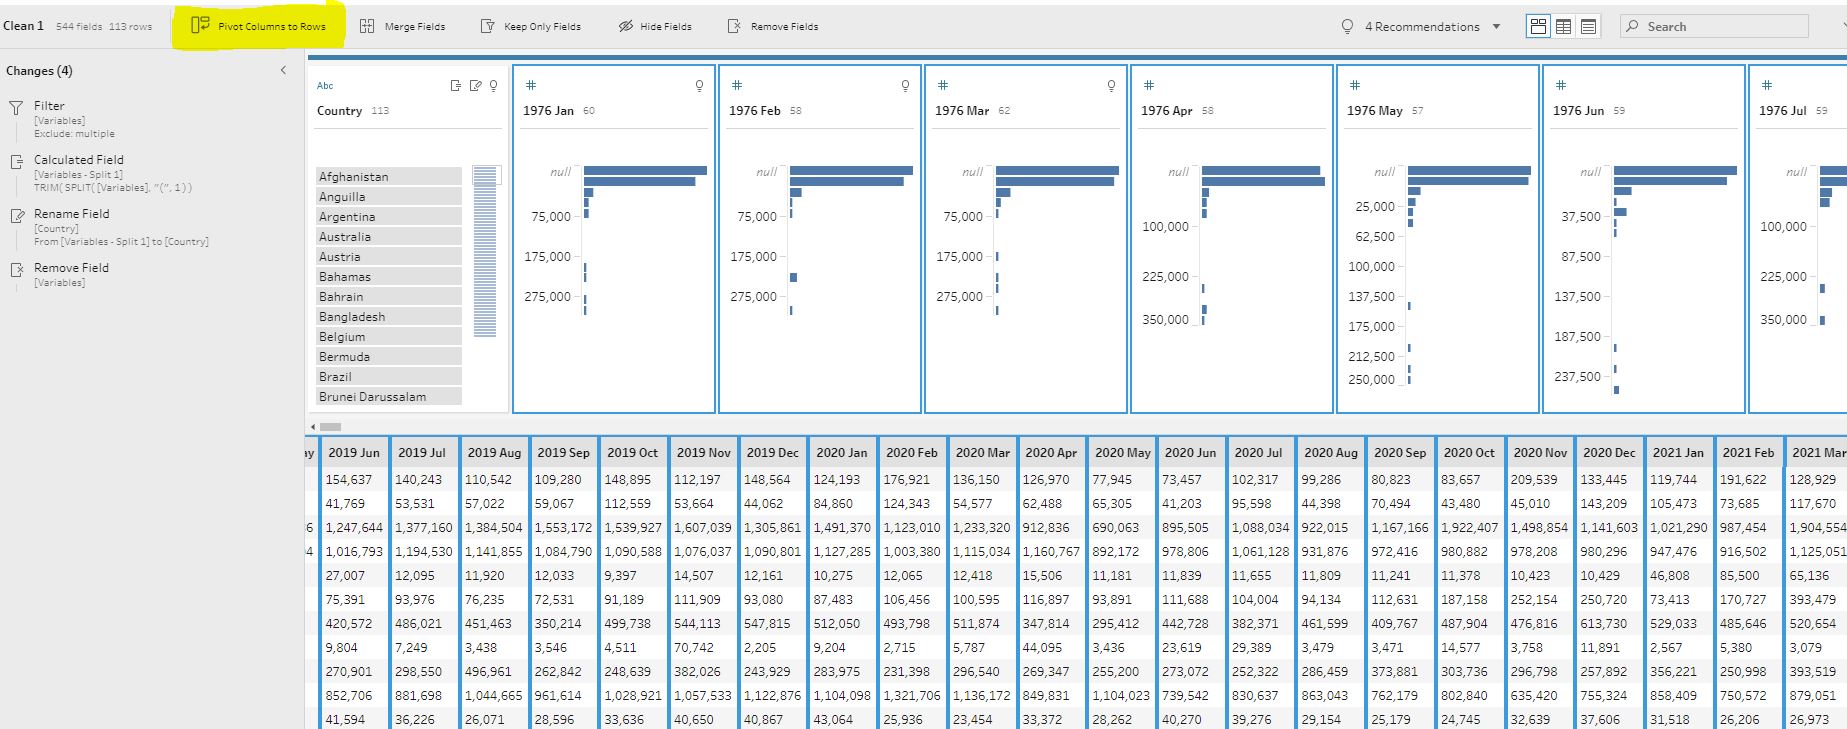 Clean 1 544 fields 113 rows Pivot Columns to Rows Merge Fields Keep Only Fields Hide Fields Remove Fields 4 Recommendations Search
Changes (4)
Filter
[Variables]
Exclude: multiple
Calculated Field
[Variables - Split 1]
TRIM( SPLIT( [Variables], "(", 1 ) )
Rename Field
[Country]
From [Variables - Split 1] to [Country]
Remove Field
[Variables]
Abc
Country 113
Afghanistan
Anguilla
Argentina
Australia
Austria
Bahamas
Bahrain
Bangladesh
Belgium
Bermuda
Brazil
Brunei Darussalam
#
1976 Jan 60
null
75,000
175,000
275,000
#
1976 Feb 58
null
75,000
175,000
275,000
#
1976 Mar 62
null
75,000
175,000
275,000
#
1976 Apr 58
null
100,000
225,000
350,000
#
1976 May 57
null
25,000
62,500
100,000
137,500
175,000
212,500
250,000
#
1976 Jun 59
null
37,500
87,500
137,500
187,500
237,500
#
1976 Jul 59
null
100,000
225,000
350,000
ay 2019 Jun 2019 Jul 2019 Aug 2019 Sep 2019 Oct 2019 Nov 2019 Dec 2020 Jan 2020 Feb 2020 Mar 2020 Apr 2020 May 2020 Jun 2020 Jul 2020 Aug 2020 Sep 2020 Oct 2020 Nov 2020 Dec 2021 Jan 2021 Feb 2021 Mar
154,637 140,243 110,542 109,280 148,895 112,197 148,564 124,193 176,921 136,150 126,970 77,945 73,457 102,317 99,286 80,823 83,657 209,539 133,445 119,744 191,622 128,929
41,769 53,531 57,022 59,067 112,559 53,664 44,062 84,860 124,343 54,577 62,488 65,305 41,203 95,598 44,398 70,494 43,480 45,010 143,209 105,473 73,685 117,670
1,247,644 1,377,160 1,384,504 1,553,172 1,539,927 1,607,039 1,305,861 1,491,370 1,123,010 1,233,320 912,836 690,063 895,505 1,088,034 922,015 1,167,166 1,922,407 1,498,854 1,141,603 1,021,290 987,454 1,904,554
1,016,793 1,194,530 1,141,855 1,084,790 1,090,588 1,076,037 1,090,801 1,127,285 1,003,380 1,115,034 1,160,767 892,172 978,806 1,061,128 931,876 972,416 980,882 978,208 980,296 947,476 916,502 1,125,051
27,007 12,095 11,920 12,033 9,397 14,507 12,161 10,275 12,065 12,418 15,506 11,181 11,839 11,655 11,809 11,241 11,378 10,423 10,429 46,808 85,500 65,136
75,391 93,976 76,235 72,531 91,189 111,909 93,080 87,483 106,456 100,595 116,897 93,891 111,688 104,004 94,134 112,631 187,158 252,154 250,720 73,413 170,727 393,479
420,572 486,021 451,463 350,214 499,738 544,113 547,815 512,050 493,798 511,874 347,814 295,412 442,728 382,371 461,599 409,767 487,904 476,816 613,730 529,033 485,646 520,654
9,804 7,249 3,438 3,546 4,511 70,742 2,205 9,204 2,715 5,787 44,095 3,436 23,619 29,389 3,479 3,471 14,577 3,758 11,891 2,567 5,380 3,079
270,901 298,550 496,961 262,842 248,639 382,026 243,929 283,975 231,398 296,540 269,347 255,200 273,072 252,322 286,459 373,881 303,736 296,798 257,892 356,221 250,998 393,519
852,706 881,698 1,044,665 961,614 1,028,921 1,057,533 1,122,876 1,104,098 1,321,706 1,136,172 849,831 1,104,023 739,542 830,637 863,043 762,179 802,840 635,420 755,324 858,409 750,572 879,051
41,594 36,226 26,071 28,596 33,636 40,650 40,867 43,064 25,936 23,454 33,372 28,262 40,270 39,276 29,154 25,179 24,745 32,639 37,606 31,518 26,206 26,973